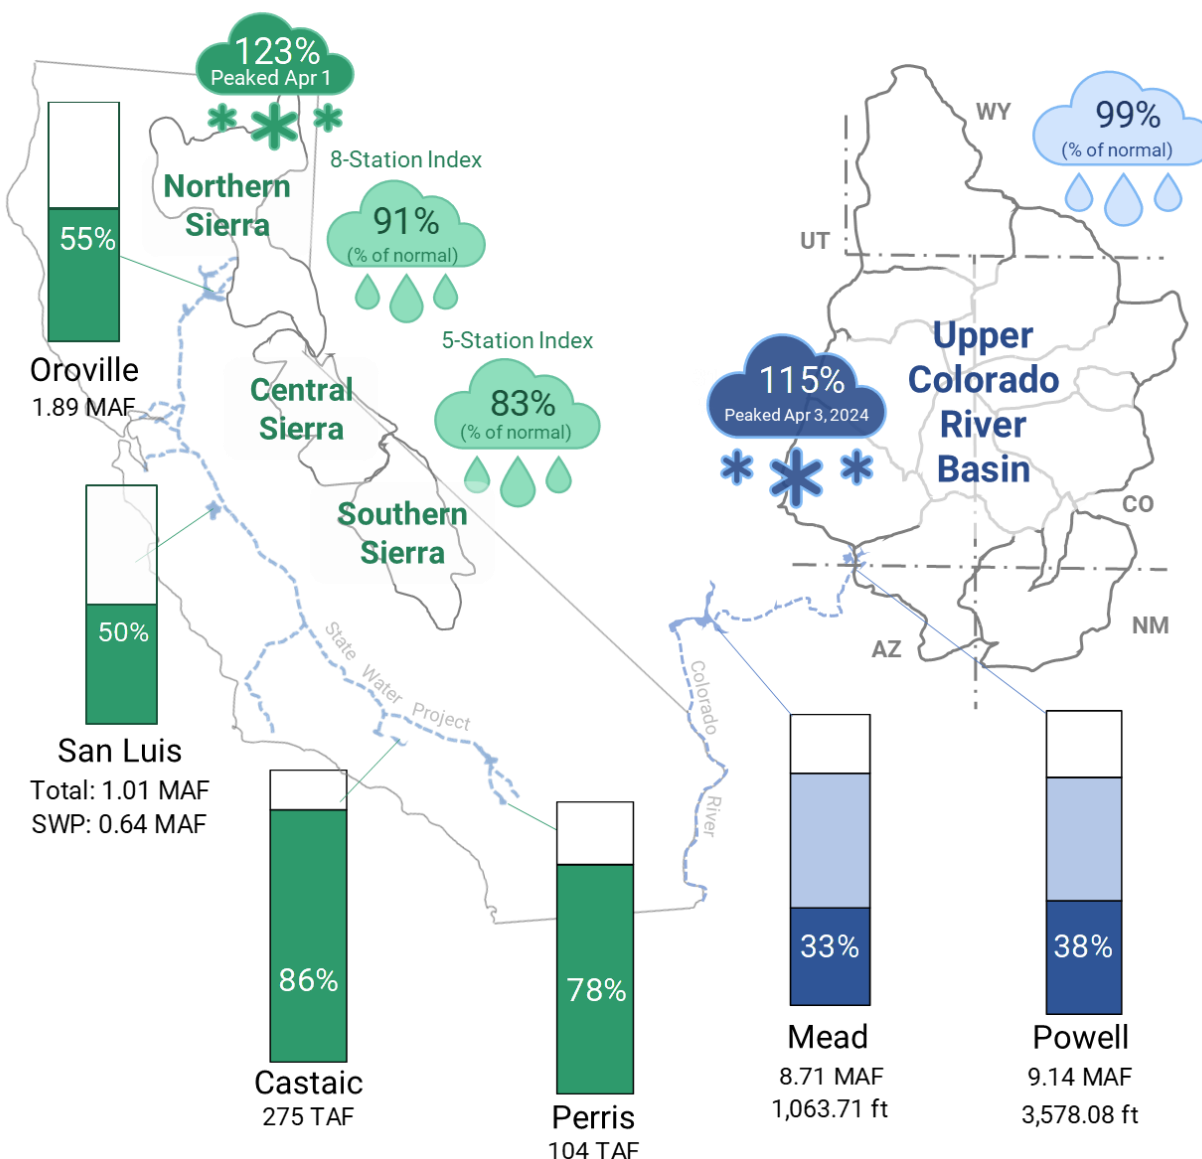 123%
Peaked Apr 1
Northern
Sierra
8-Station Index
91%
(% of normal)
55%
Oroville
1.89 MAF
Central
Sierra
5-Station Index
83%
(% of normal)
Southern
Sierra
50%
San Luis
Total: 1.01 MAF
SWP: 0.64 MAF
State Water Project
86%
Castaic
275 TAF
78%
Perris
104 TAF
WY
99%
(% of normal)
UT
Upper
Colorado
River
Basin
115%
Peaked Apr 3, 2024
CO
NM
AZ
Colorado River
33%
Mead
8.71 MAF
1,063.71 ft
38%
Powell
9.14 MAF
3,578.08 ft